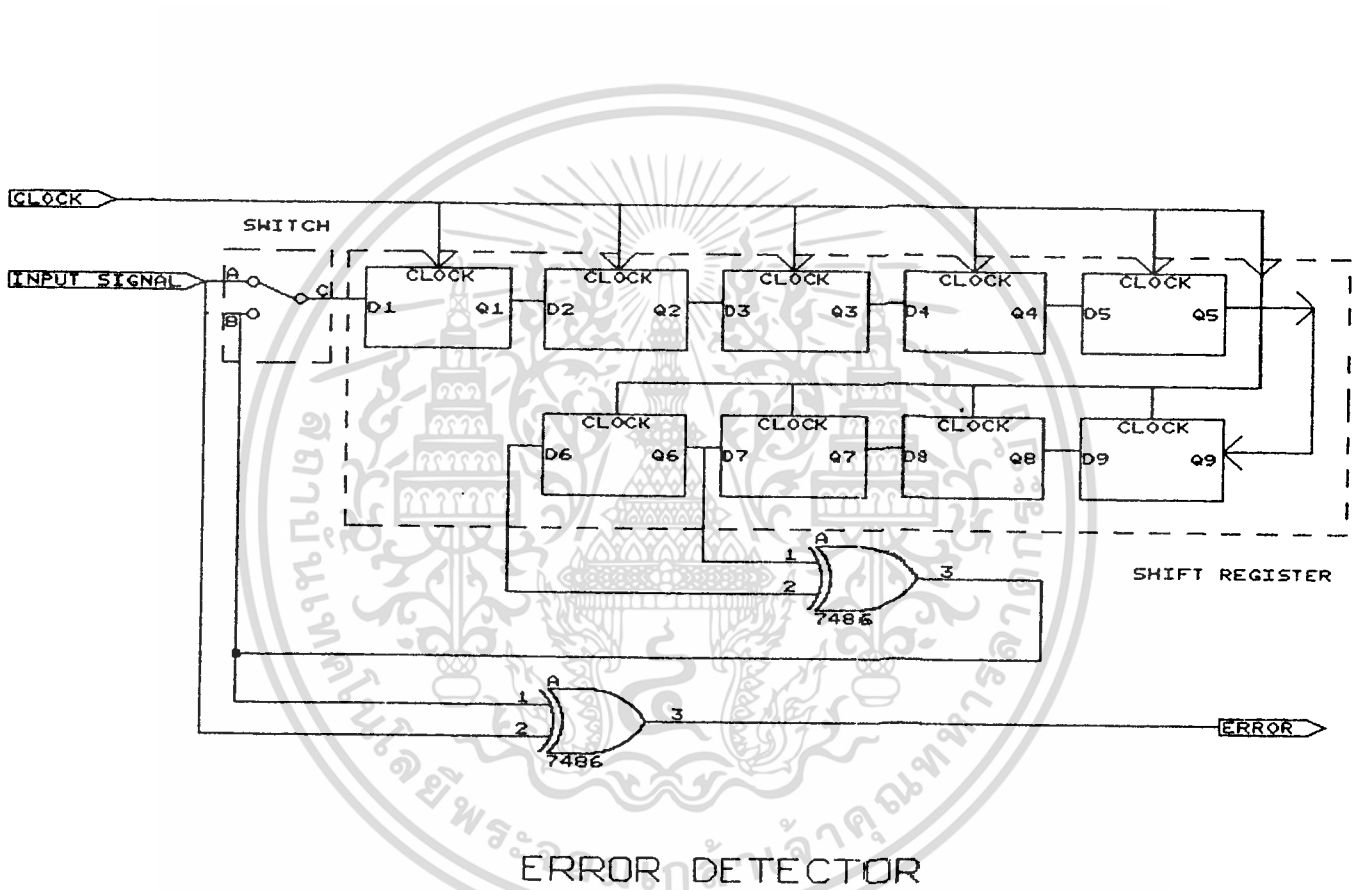 CLOCK
SWITCH
INPUT SIGNAL
A
B
C
CLOCK CLOCK CLOCK CLOCK CLOCK
D1 Q1 D2 Q2 D3 Q3 D4 Q4 D5 Q5
CLOCK CLOCK CLOCK CLOCK
D6 Q6 D7 Q7 D8 Q8 D9 Q9
A
1
2
3
7486
SHIFT REGISTER
A
1
2
3
7486
ERROR
ERROR DETECTOR